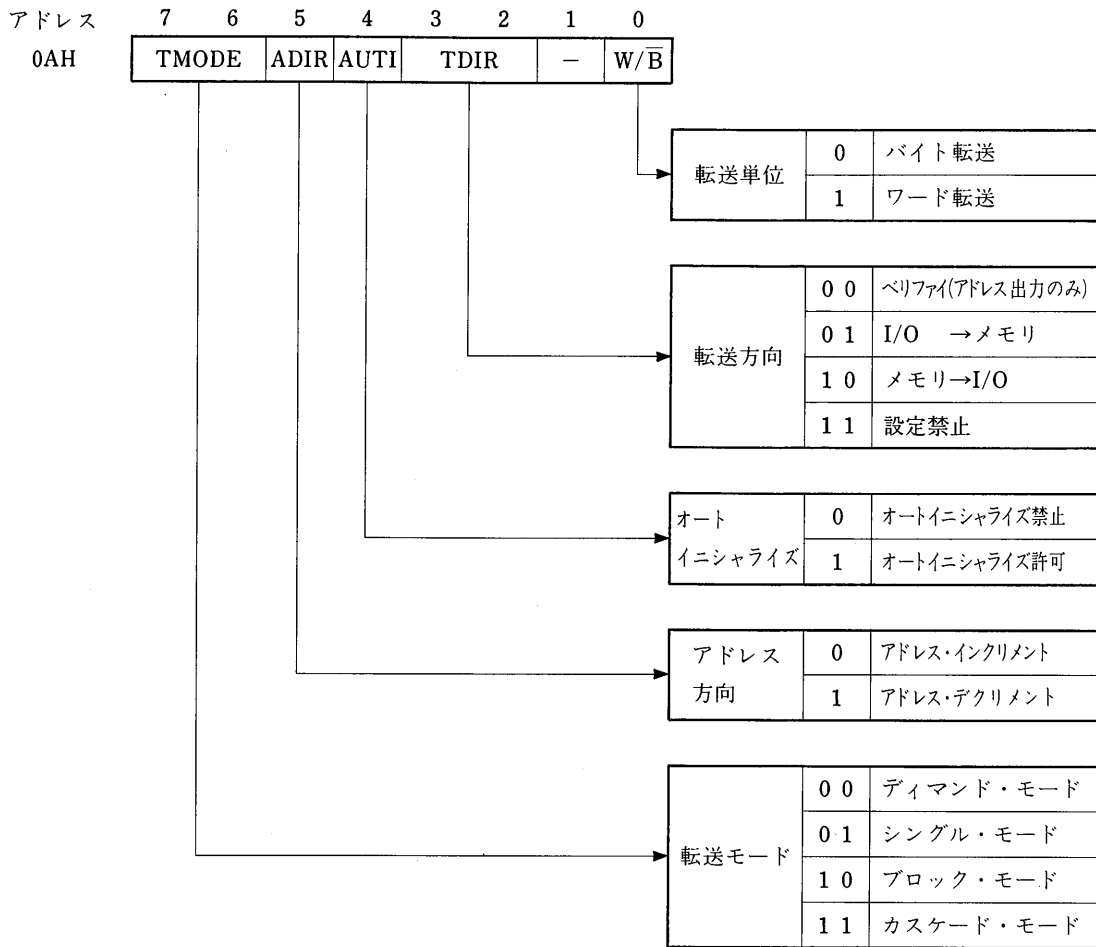 アドレス 7 6 5 4 3 2 1 0
0AH TMODE ADIR AUTI TDIR − W/B̅
転送単位
0 バイト転送
1 ワード転送
転送方向
0 0 ベリファイ(アドレス出力のみ)
0 1 I/O →メモリ
1 0 メモリ→I/O
1 1 設定禁止
オート
イニシャライズ
0 オートイニシャライズ禁止
1 オートイニシャライズ許可
アドレス
方向
0 アドレス・インクリメント
1 アドレス・デクリメント
転送モード
0 0 ディマンド・モード
0 1 シングル・モード
1 0 ブロック・モード
1 1 カスケード・モード